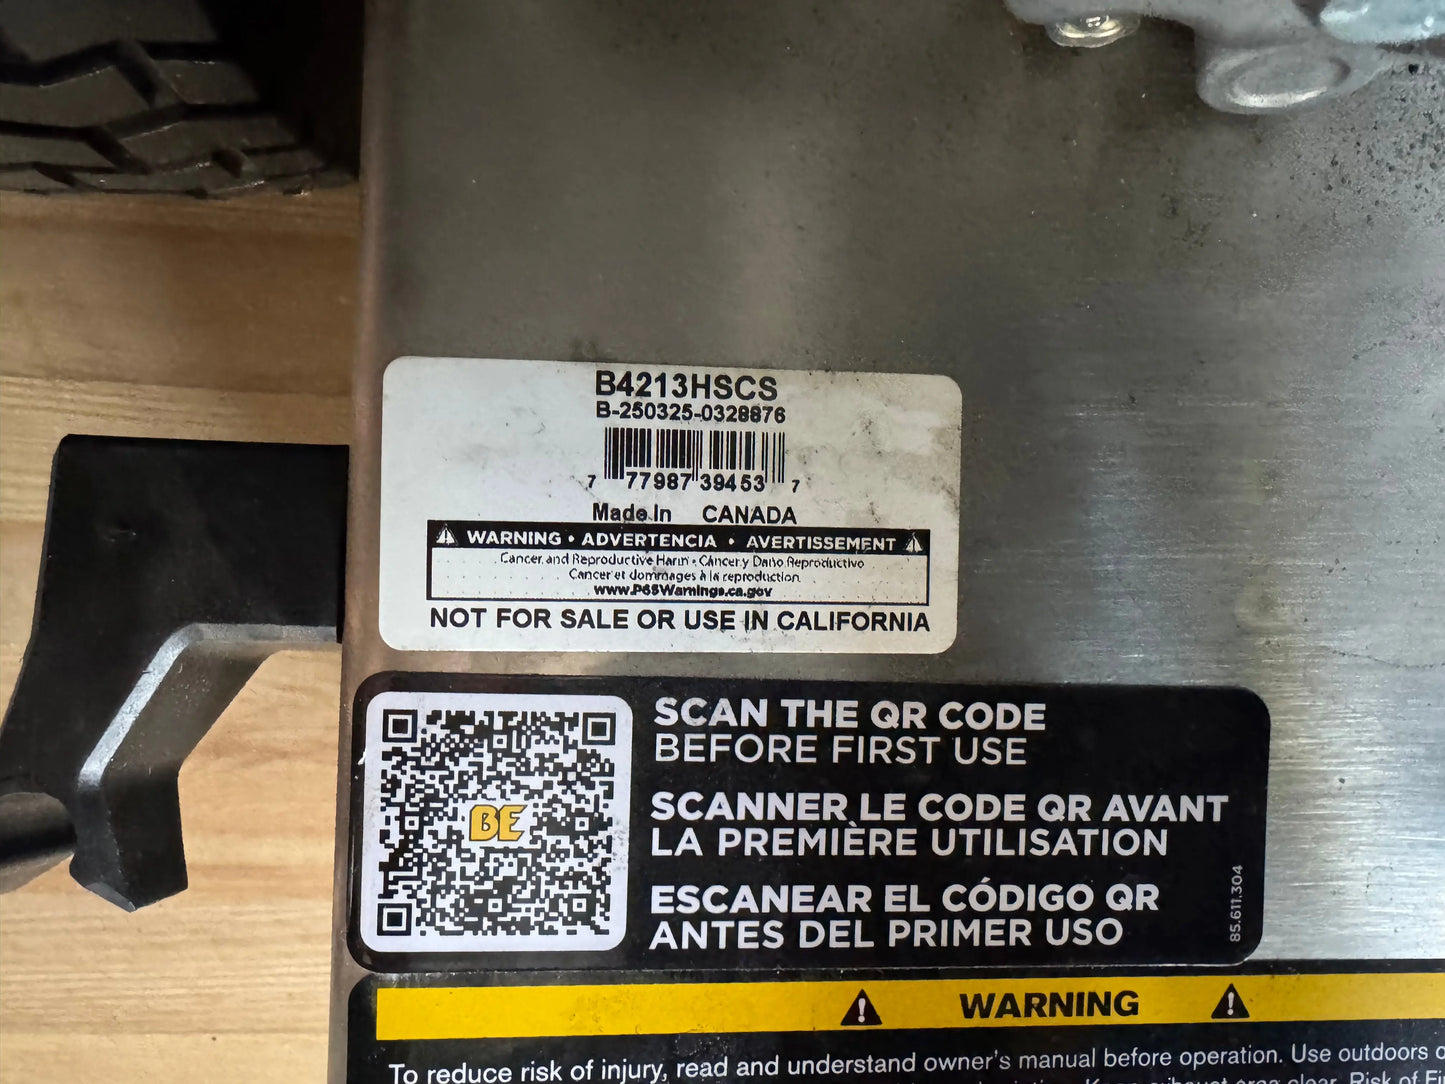 B4213HSCS
B-250325-0328876
7 77987 39453 7
Made In CANADA
WARNING • ADVERTENCIA • AVERTISSEMENT
Cancer and Reproductive Harm - Cáncer y Daño Reproductivo
Cancer et dommages à la reproduction
www.P65Warnings.ca.gov
NOT FOR SALE OR USE IN CALIFORNIA
BE
SCAN THE QR CODE
BEFORE FIRST USE
SCANNER LE CODE QR AVANT
LA PREMIÈRE UTILISATION
ESCANEAR EL CÓDIGO QR
ANTES DEL PRIMER USO
85.611.304
WARNING
To reduce risk of injury, read and understand owner's manual before operation. Use outdoors
Risk of